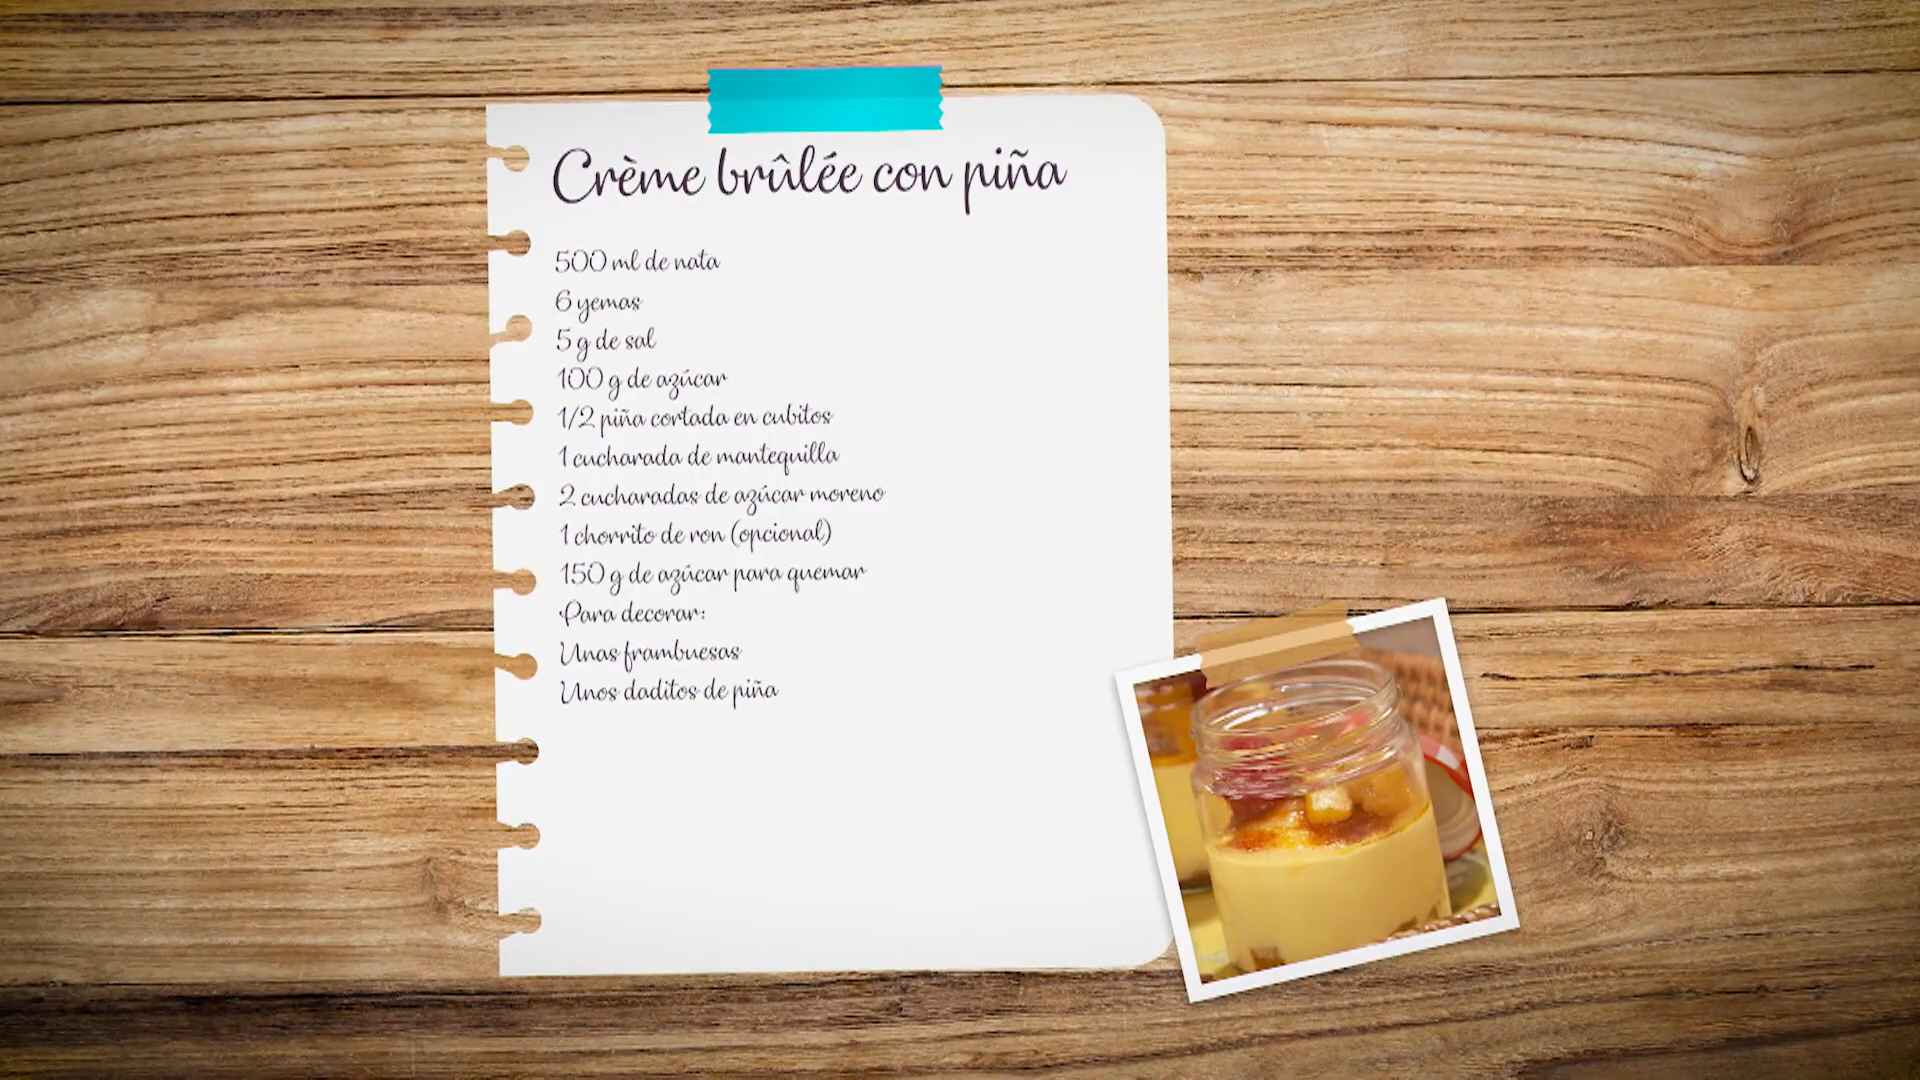 Crème brûlée con piña
500 ml de nata
6 yemas
5 g de sal
100 g de azúcar
1/2 piña cortada en cubitos
1 cucharada de mantequilla
2 cucharadas de azúcar moreno
1 chorrito de ron (opcional)
150 g de azúcar para quemar
Para decorar:
Unas frambuesas
Unos daditos de piña